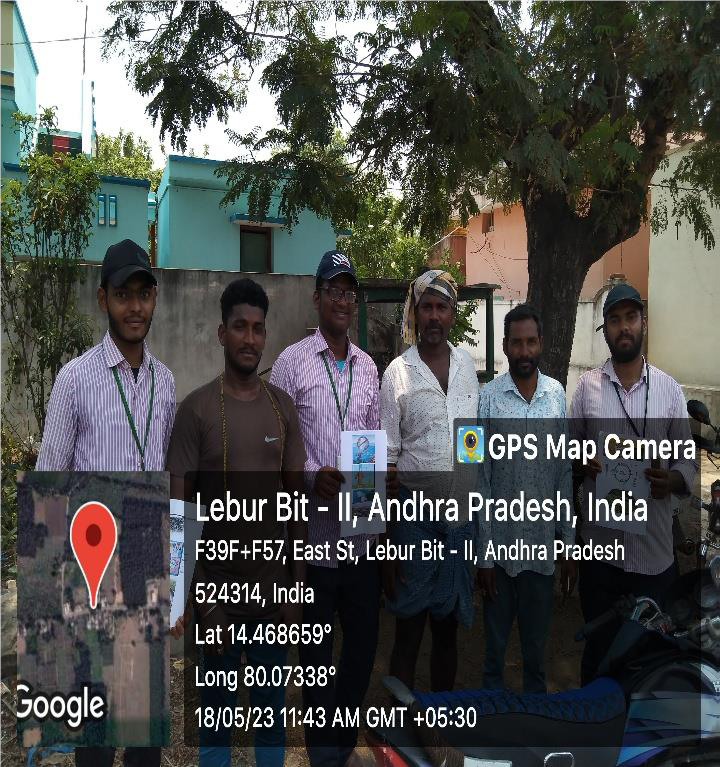 GPS Map Camera
Lebur Bit - II, Andhra Pradesh, India
F39F+F57, East St, Lebur Bit - II, Andhra Pradesh
524314, India
Lat 14.468659°
Long 80.07338°
18/05/23 11:43 AM GMT +05:30
Google